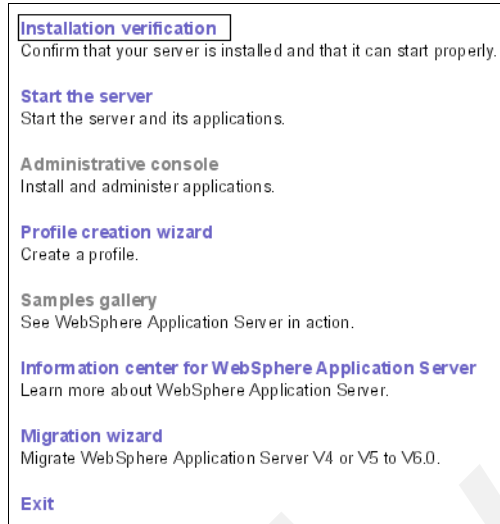 Installation verification
Confirm that your server is installed and that it can start properly.
Start the server
Start the server and its applications.
Administrative console
Install and administer applications.
Profile creation wizard
Create a profile.
Samples gallery
See WebSphere Application Server in action.
Information center for WebSphere Application Server
Learn more about WebSphere Application Server.
Migration wizard
Migrate WebSphere Application Server V4 or V5 to V6.0.
Exit